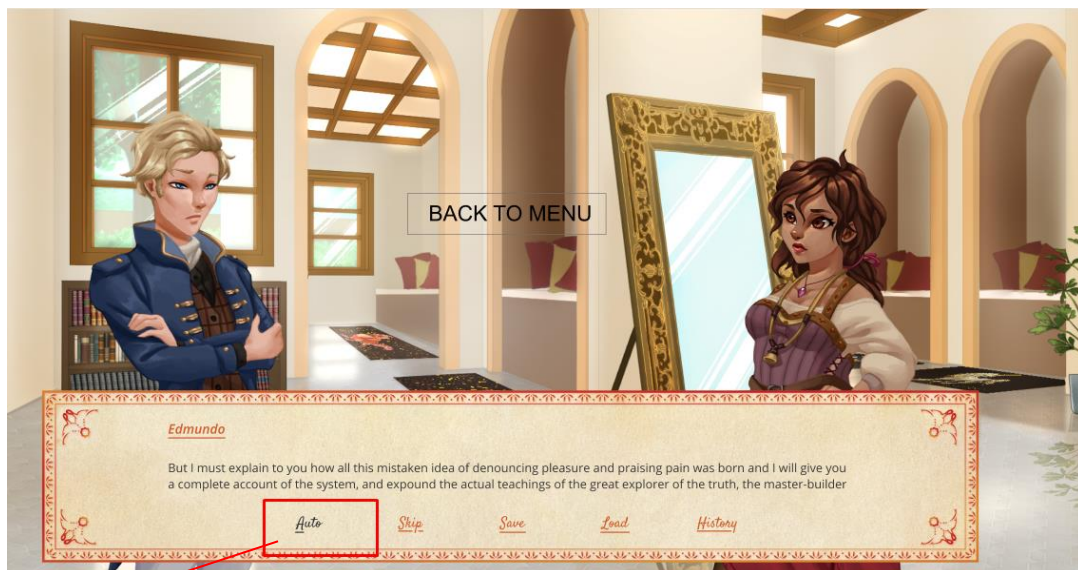 BACK TO MENU
Edmundo
But I must explain to you how all this mistaken idea of denouncing pleasure and praising pain was born and I will give you
a complete account of the system, and expound the actual teachings of the great explorer of the truth, the master-builder
Auto Skip Save Load History